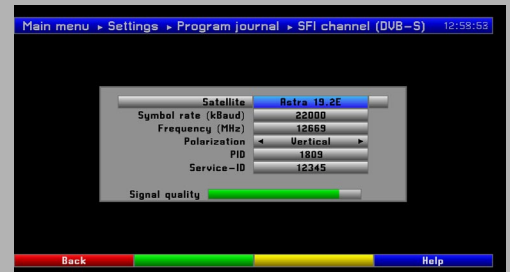 Main menu ▸ Settings ▸ Program journal ▸ SFI channel (DVB-S) 12:58:53
Satellite Astra 19.2E
Symbol rate (kBaud) 22000
Frequency (MHz) 12669
Polarization ◄ Vertical ►
PID 1809
Service-ID 12345
Signal quality
Back Help